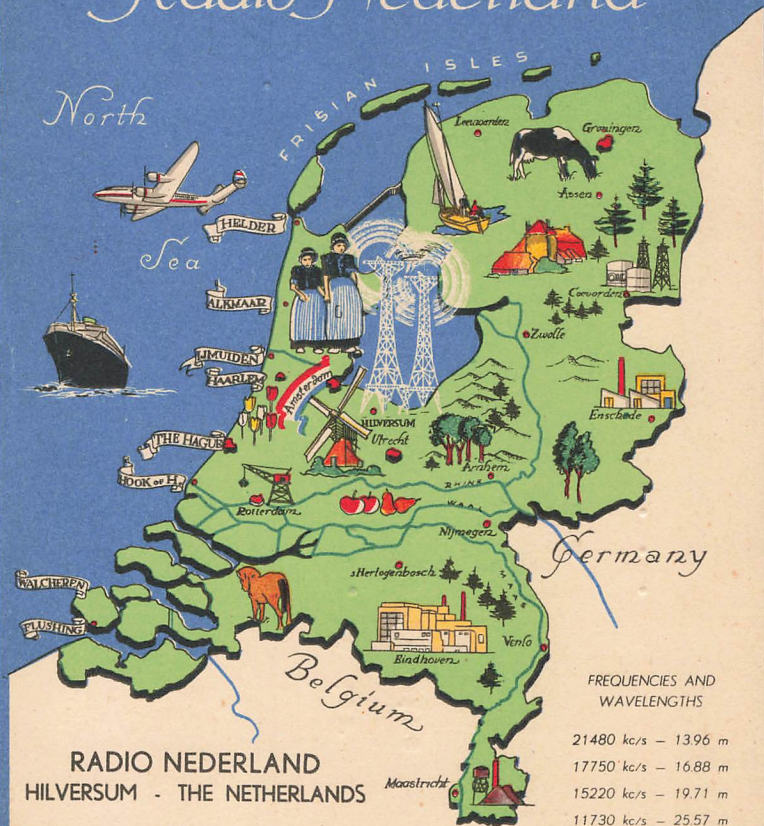 Radio Nederland
FRISIAN ISLES
North
Sea
Leeuwarden
Groningen
Assen
HELDER
ALKMAAR
Coevorden
Zwolle
IJMUIDEN
HAARLEM
Amsterdam
Enschede
HILVERSUM
Utrecht
THE HAGUE
Arnhem
HOOK OF H.
RHINE
WAAL
Rotterdam
Nijmegen
Germany
sHertogenbosch
WALCHEREN
FLUSHING
Venlo
Eindhoven
Belgium
Maastricht
FREQUENCIES AND
WAVELENGTHS
21480 kc/s — 13.96 m
17750 kc/s — 16.88 m
15220 kc/s — 19.71 m
11730 kc/s — 25.57 m
RADIO NEDERLAND
HILVERSUM - THE NETHERLANDS